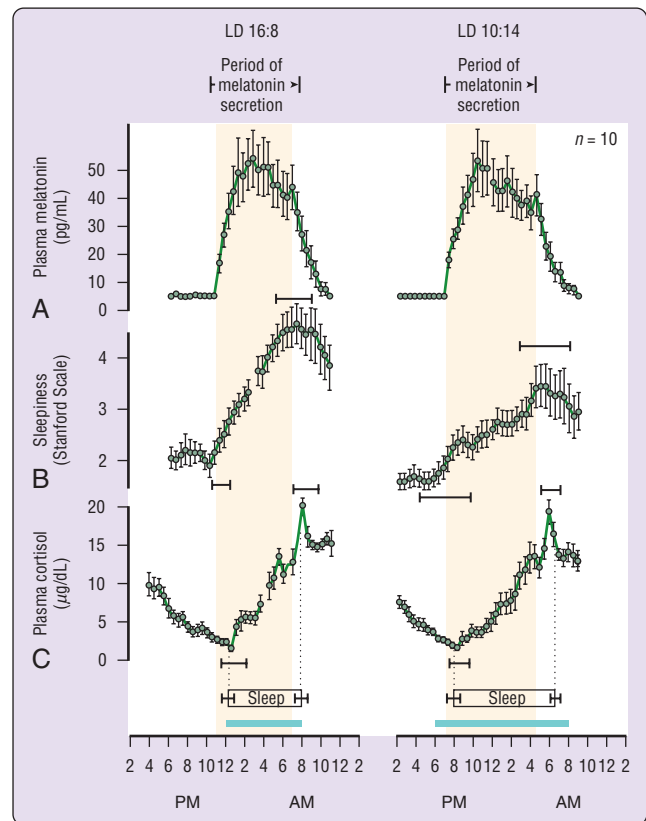 LD 16:8
LD 10:14
Period of
melatonin
secretion
Period of
melatonin
secretion
n = 10
Plasma melatonin
(pg/mL)
50
40
30
20
10
0
A
Sleepiness
(Stanford Scale)
4
3
2
B
Plasma cortisol
(μg/dL)
20
15
10
5
0
C
Sleep
Sleep
2 4 6 8 10 12 2 4 6 8 10 12 2
2 4 6 8 10 12 2 4 6 8 10 12 2
PM
AM
PM
AM